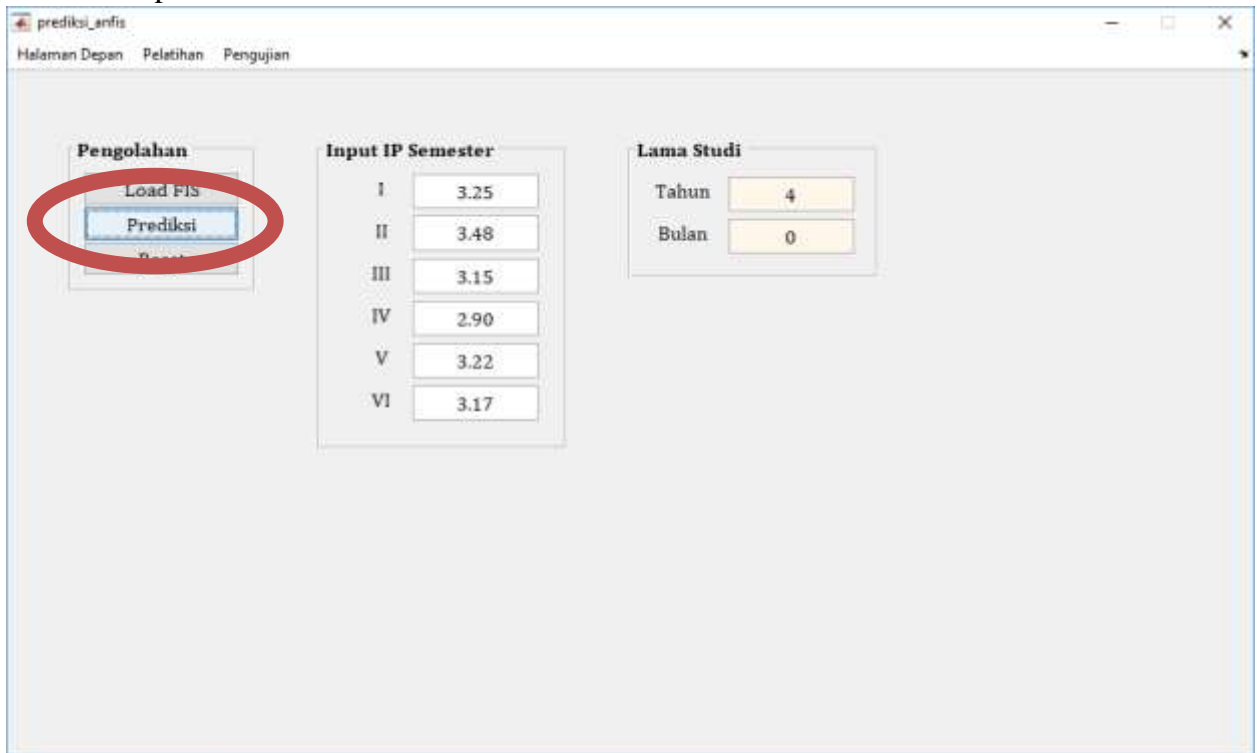 prediksi_anfis
Halaman Depan Pelatihan Pengujian
Pengolahan
Load FIS
Prediksi
Input IP Semester
I 3.25
II 3.48
III 3.15
IV 2.90
V 3.22
VI 3.17
Lama Studi
Tahun 4
Bulan 0